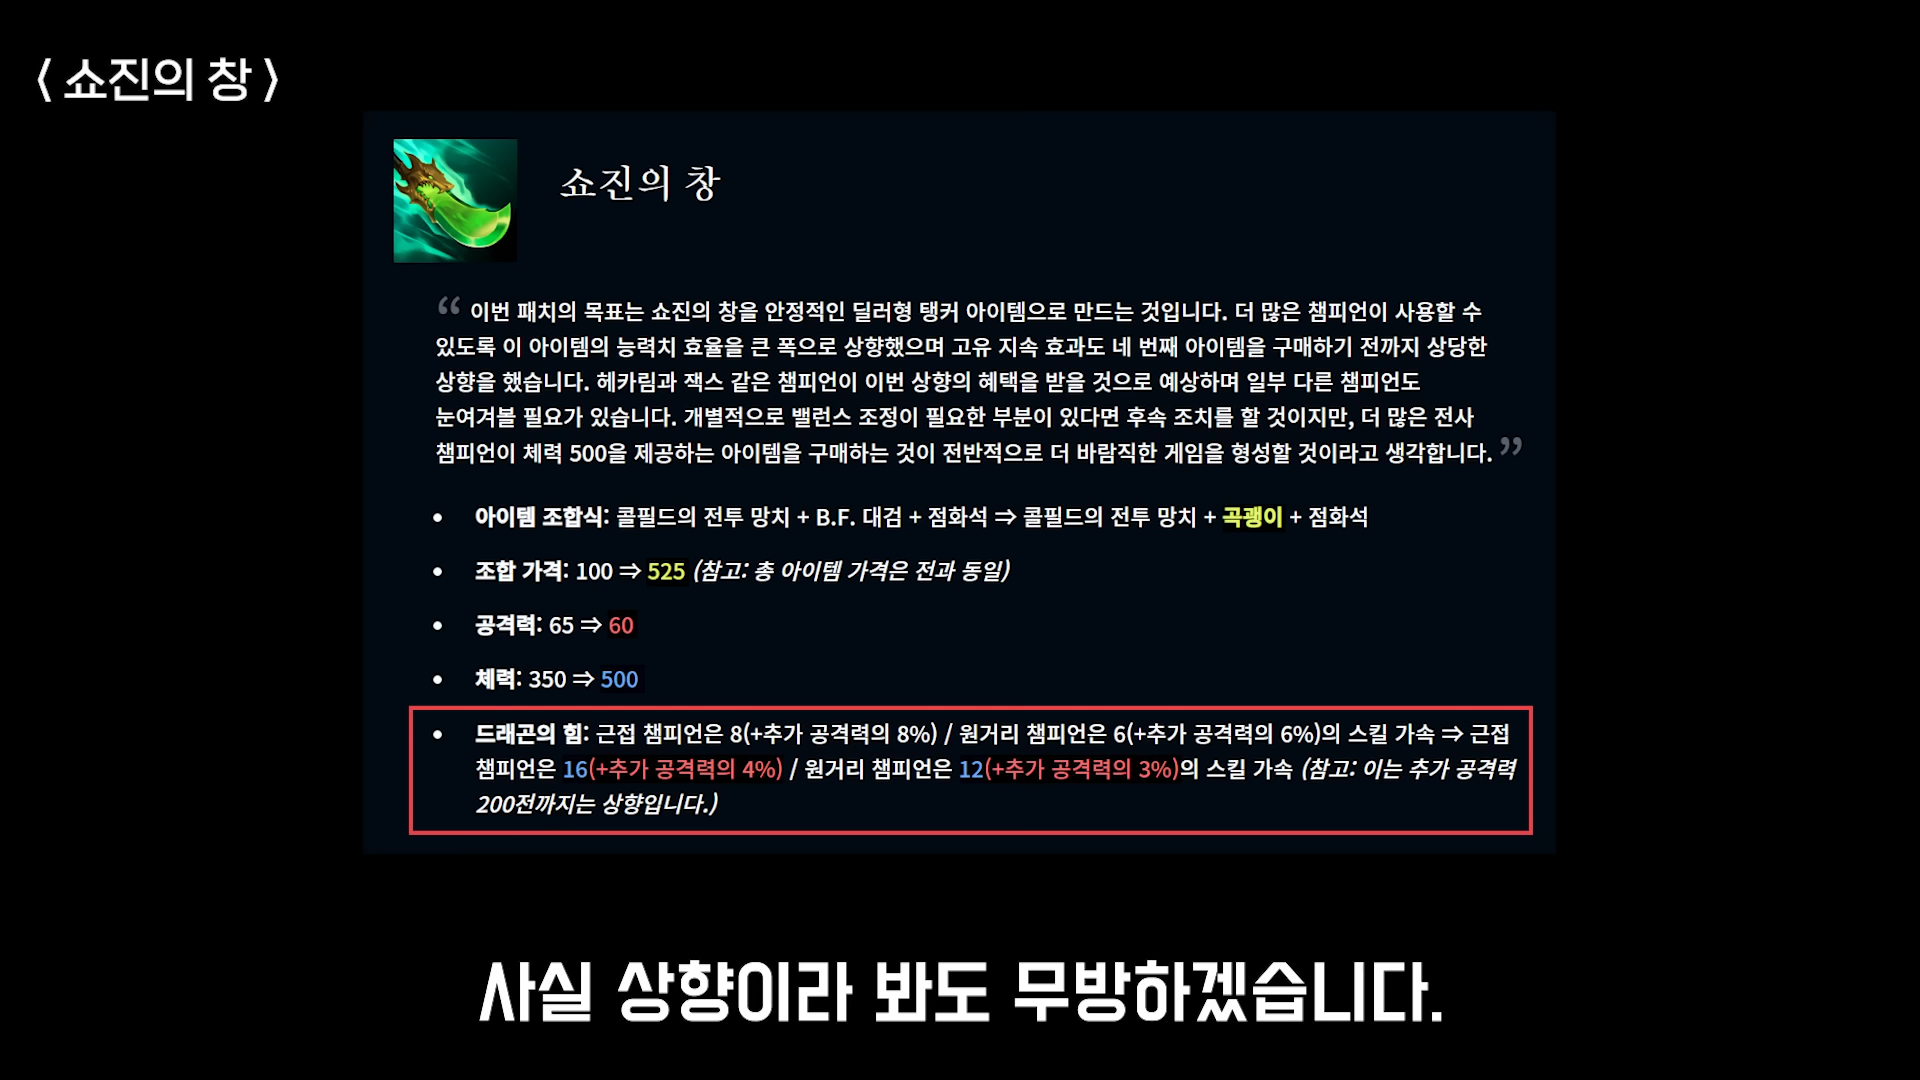 〈 쇼진의 창 〉
쇼진의 창
“ 이번 패치의 목표는 쇼진의 창을 안정적인 딜러형 탱커 아이템으로 만드는 것입니다. 더 많은 챔피언이 사용할 수
있도록 이 아이템의 능력치 효율을 큰 폭으로 상향했으며 고유 지속 효과도 네 번째 아이템을 구매하기 전까지 상당한
상향을 했습니다. 헤카림과 잭스 같은 챔피언이 이번 상향의 혜택을 받을 것으로 예상하며 일부 다른 챔피언도
눈여겨볼 필요가 있습니다. 개별적으로 밸런스 조정이 필요한 부분이 있다면 후속 조치를 할 것이지만, 더 많은 전사
챔피언이 체력 500을 제공하는 아이템을 구매하는 것이 전반적으로 더 바람직한 게임을 형성할 것이라고 생각합니다. ”
• 아이템 조합식: 콜필드의 전투 망치 + B.F. 대검 + 점화석 ⇒ 콜필드의 전투 망치 + 곡괭이 + 점화석
• 조합 가격: 100 ⇒ 525 (참고: 총 아이템 가격은 전과 동일)
• 공격력: 65 ⇒ 60
• 체력: 350 ⇒ 500
• 드래곤의 힘: 근접 챔피언은 8(+추가 공격력의 8%) / 원거리 챔피언은 6(+추가 공격력의 6%)의 스킬 가속 ⇒ 근접
챔피언은 16(+추가 공격력의 4%) / 원거리 챔피언은 12(+추가 공격력의 3%)의 스킬 가속 (참고: 이는 추가 공격력
200전까지는 상향입니다.)
사실 상향이라 봐도 무방하겠습니다.